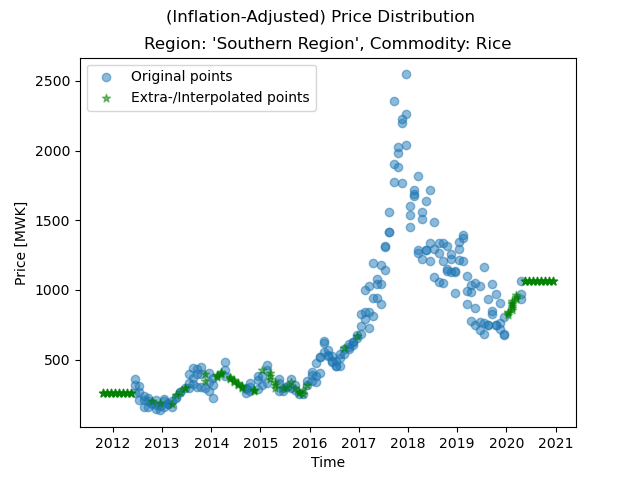 (Inflation-Adjusted) Price Distribution
Region: 'Southern Region', Commodity: Rice
Original points
Extra-/Interpolated points
2500
2000
1500
1000
500
Price [MWK]
2012 2013 2014 2015 2016 2017 2018 2019 2020 2021
Time